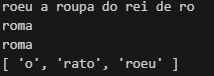 roeu a roupa do rei de ro
roma
roma
[ 'o', 'rato', 'roeu' ]